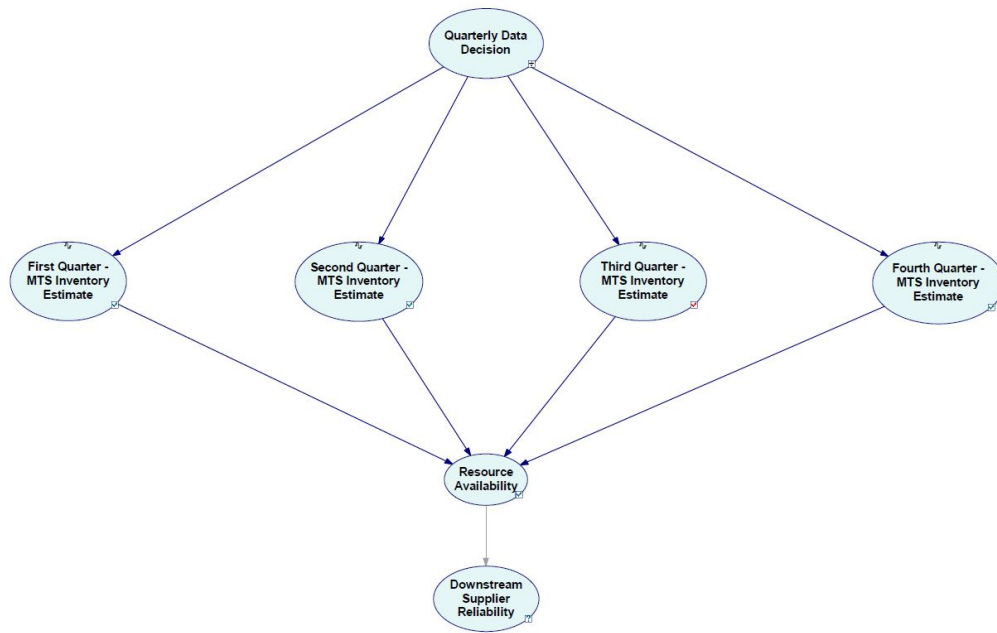 Quarterly Data
Decision
First Quarter -
MTS Inventory
Estimate
Second Quarter -
MTS Inventory
Estimate
Third Quarter -
MTS Inventory
Estimate
Fourth Quarter -
MTS Inventory
Estimate
Resource
Availability
Downstream
Supplier
Reliability